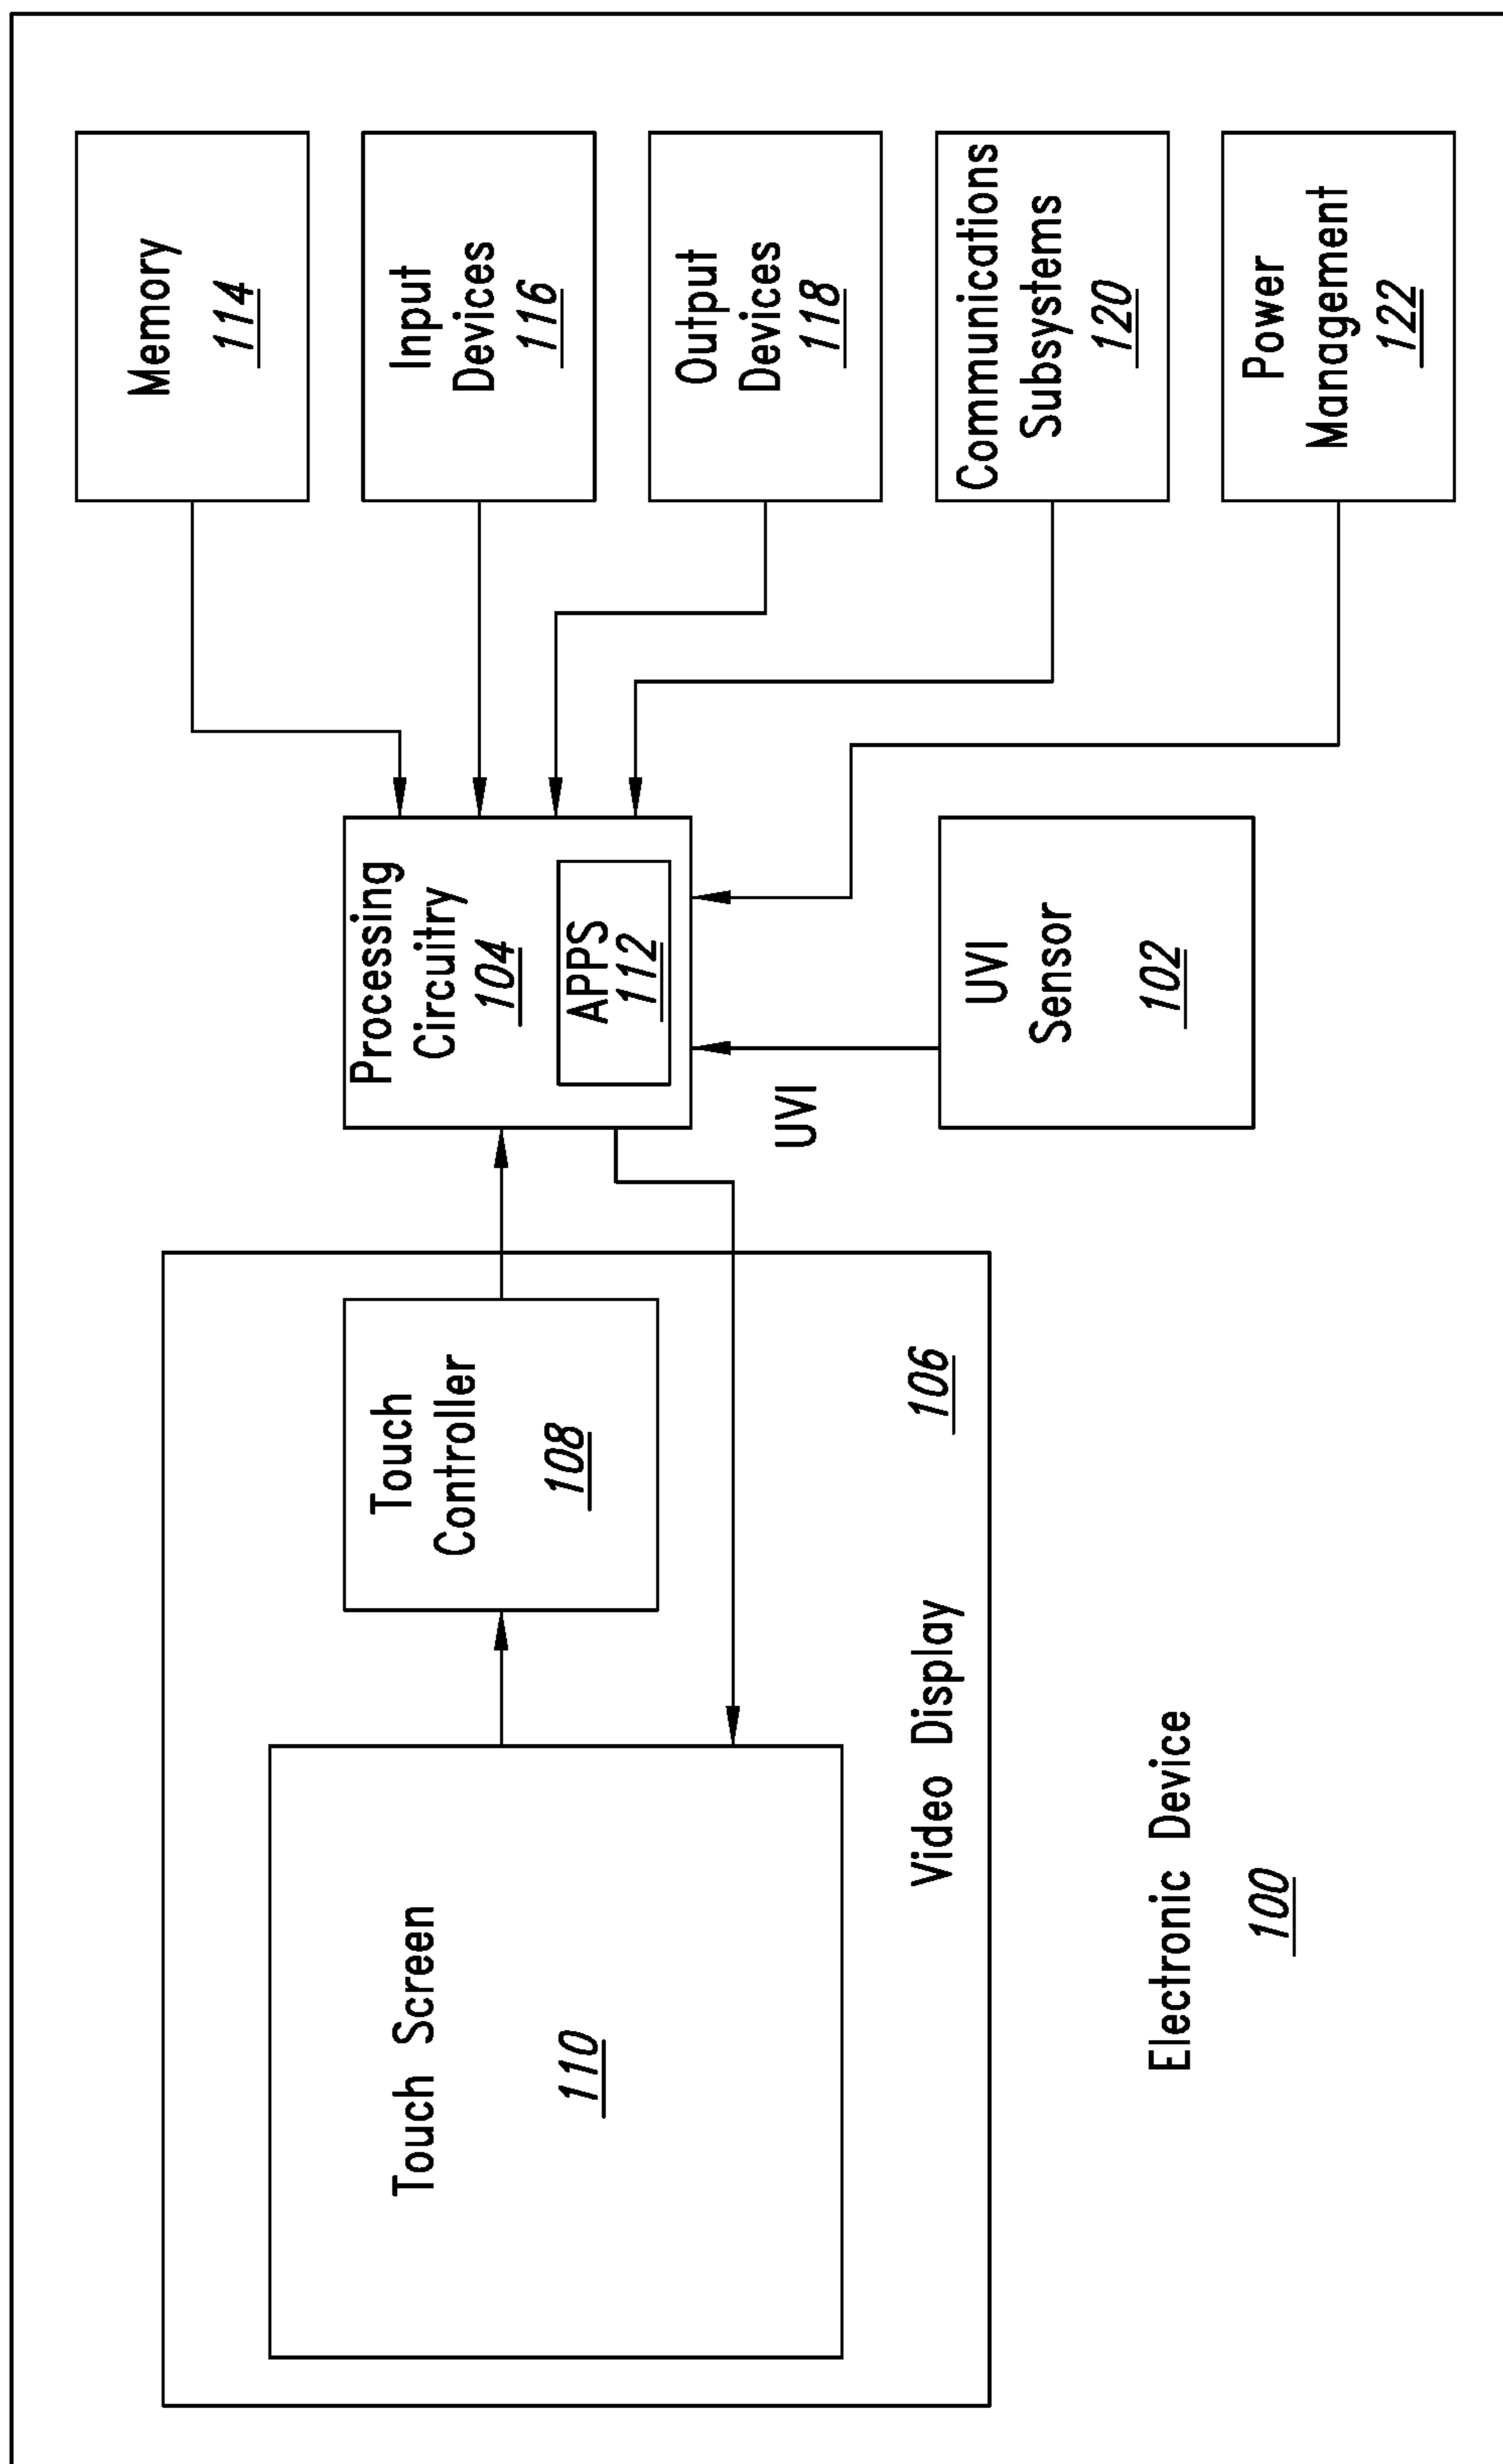 Touch Screen
110
Touch
Controller
108
Video Display
106
Electronic Device
100
Processing
Circuitry
104
APPS
112
UVI
UVI
Sensor
102
Memory
114
Input
Devices
116
Output
Devices
118
Communications
Subsystems
120
Power
Management
122